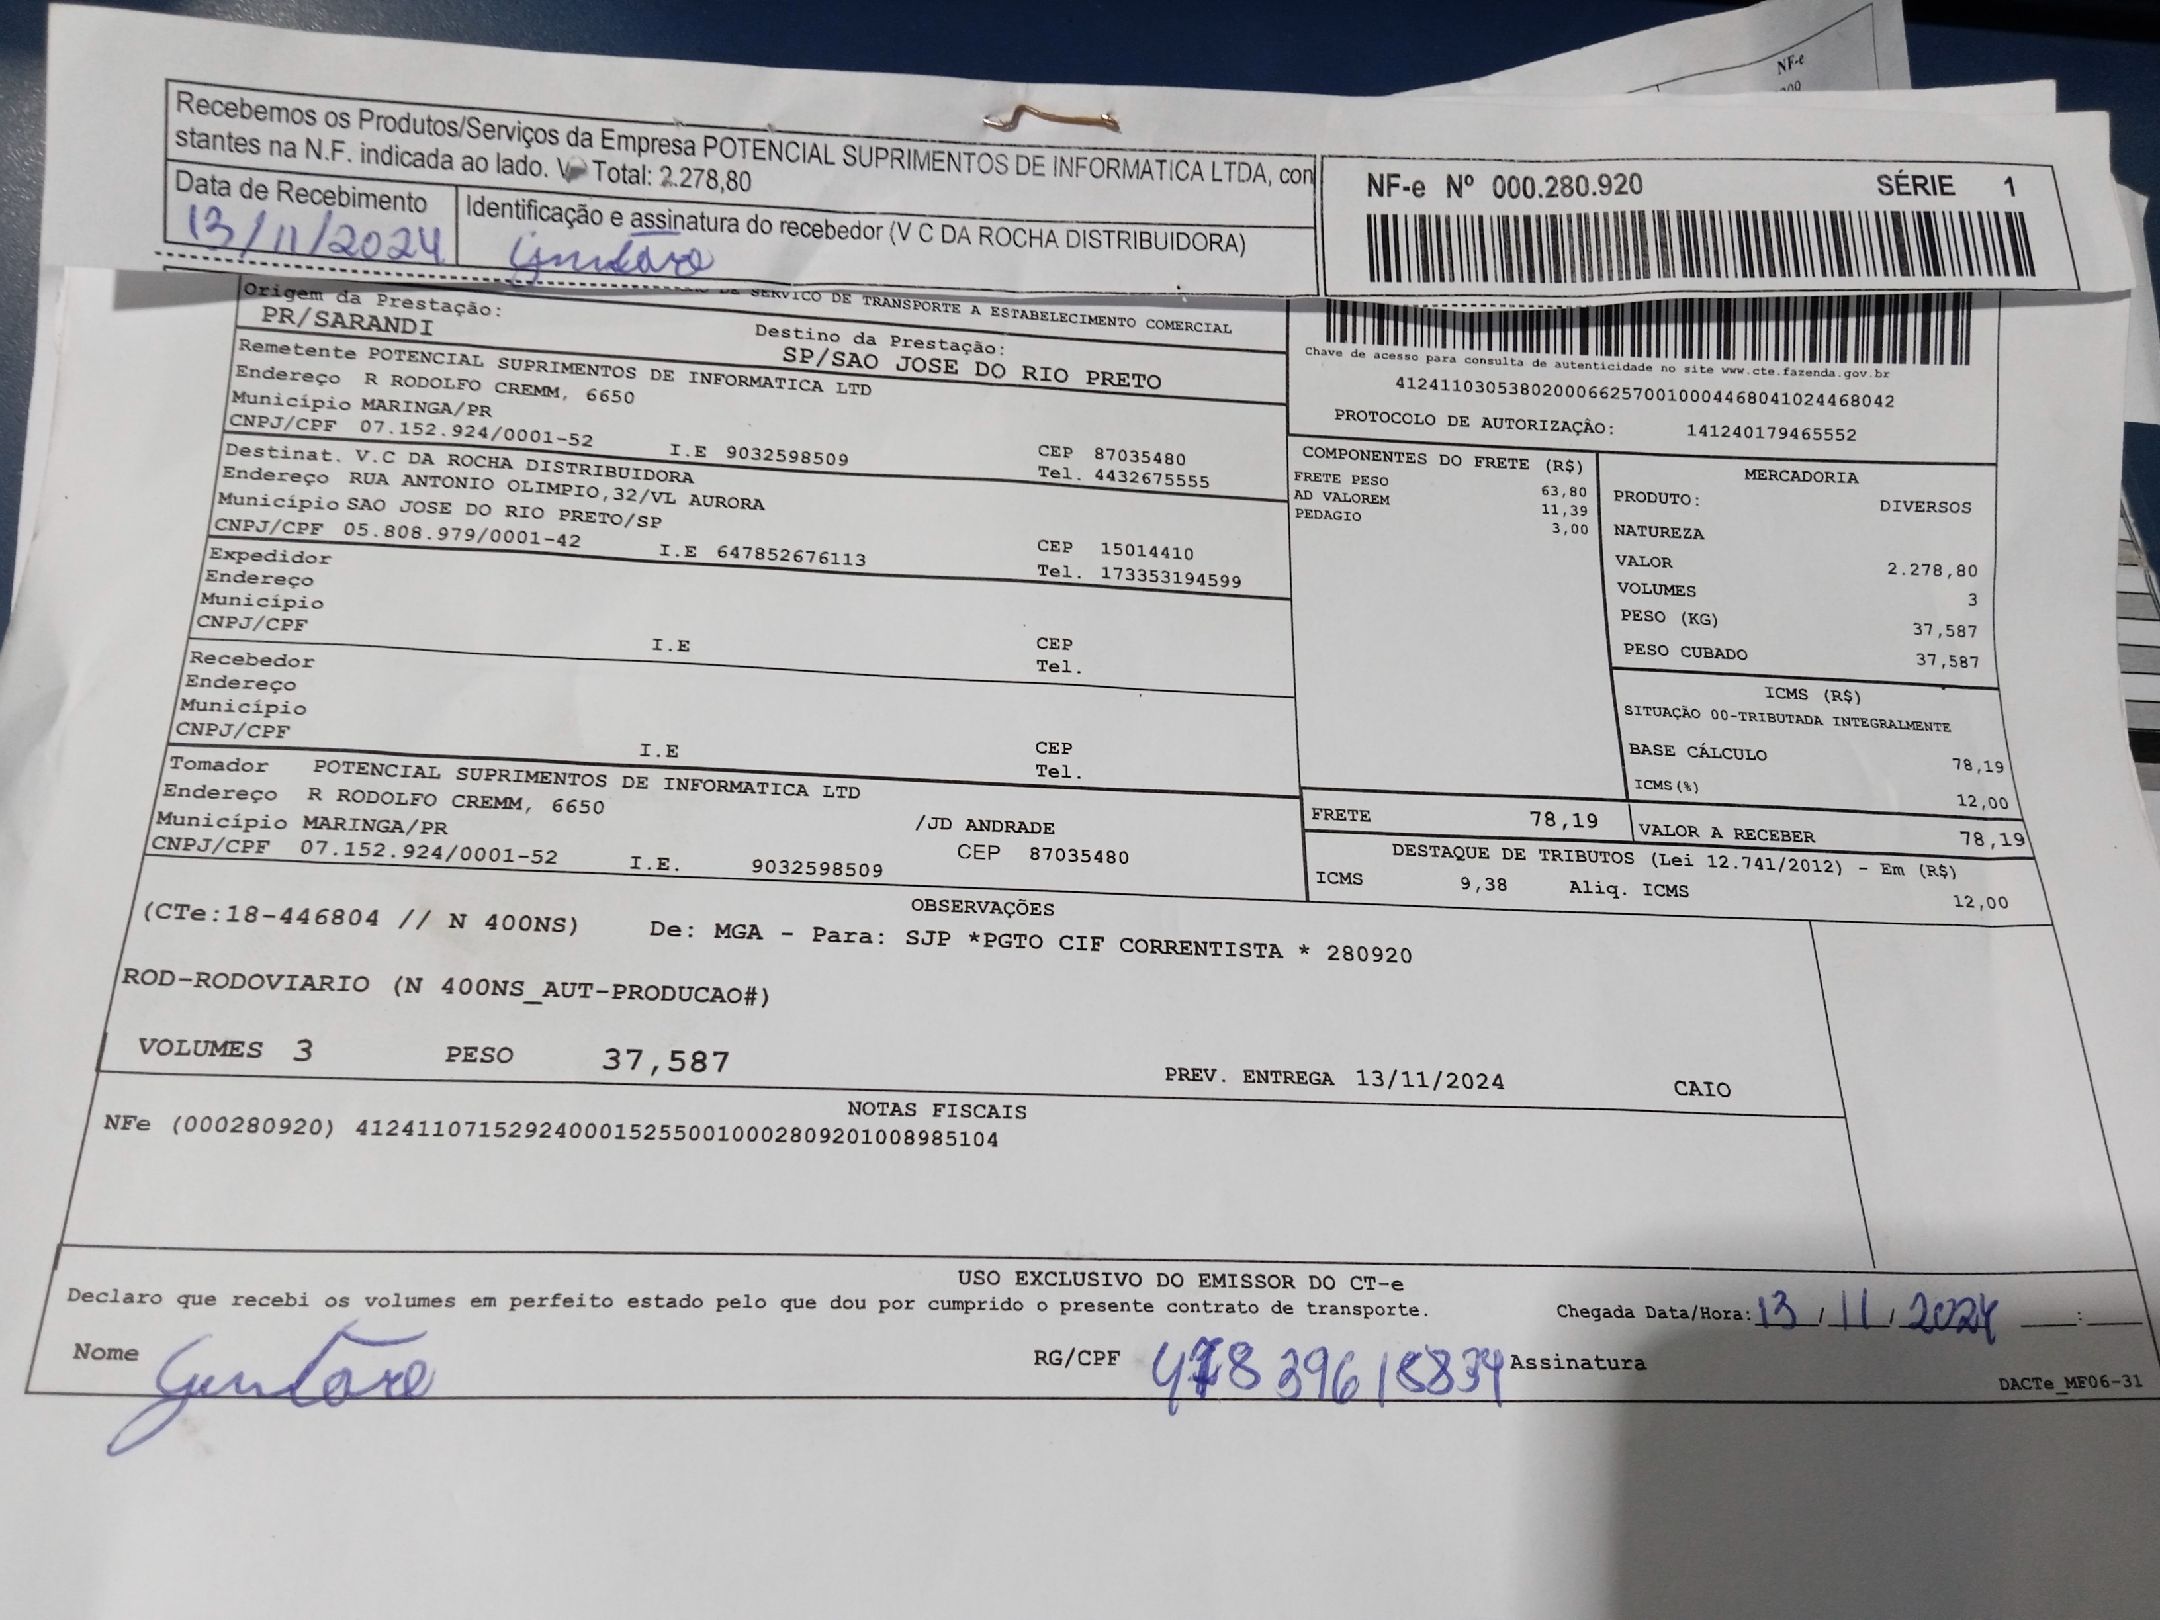 NF-e
Recebemos os Produtos/Serviços da Empresa POTENCIAL SUPRIMENTOS DE INFORMATICA LTDA, con
stantes na N.F. indicada ao lado. Total: 2.278,80
Data de Recebimento
13/11/2024
Identificação e assinatura do recebedor (V C DA ROCHA DISTRIBUIDORA)
NF-e Nº 000.280.920 SÉRIE 1
DE SERVICO DE TRANSPORTE A ESTABELECIMENTO COMERCIAL
Origem da Prestação:
PR/SARANDI
Destino da Prestação:
SP/SAO JOSE DO RIO PRETO
Remetente POTENCIAL SUPRIMENTOS DE INFORMATICA LTD
Endereço R RODOLFO CREMM, 6650
Município MARINGA/PR
CNPJ/CPF 07.152.924/0001-52 I.E 9032598509
CEP 87035480
Tel. 4432675555
Destinat. V.C DA ROCHA DISTRIBUIDORA
Endereço RUA ANTONIO OLIMPIO,32/VL AURORA
Município SAO JOSE DO RIO PRETO/SP
CNPJ/CPF 05.808.979/0001-42 I.E 647852676113
CEP 15014410
Tel. 173353194599
Expedidor
Endereço
Município
CNPJ/CPF I.E CEP
Tel.
Recebedor
Endereço
Município
CNPJ/CPF I.E CEP
Tel.
Tomador POTENCIAL SUPRIMENTOS DE INFORMATICA LTD
Endereço R RODOLFO CREMM, 6650 /JD ANDRADE
Município MARINGA/PR CEP 87035480
CNPJ/CPF 07.152.924/0001-52 I.E. 9032598509
Chave de acesso para consulta de autenticidade no site www.cte.fazenda.gov.br
41241103053802000662570010004468041024468042
PROTOCOLO DE AUTORIZAÇÂO: 141240179465552
COMPONENTES DO FRETE (R$)
FRETE PESO 63,80
AD VALOREM 11,39
PEDAGIO 3,00
MERCADORIA
PRODUTO: DIVERSOS
NATUREZA
VALOR 2.278,80
VOLUMES 3
PESO (KG) 37,587
PESO CUBADO 37,587
ICMS (R$)
SITUAÇÃO 00-TRIBUTADA INTEGRALMENTE
BASE CÁLCULO 78,19
ICMS(%) 12,00
FRETE 78,19 VALOR A RECEBER 78,19
DESTAQUE DE TRIBUTOS (Lei 12.741/2012) - Em (R$)
ICMS 9,38 Aliq. ICMS 12,00
OBSERVAÇÕES
(CTe:18-446804 // N 400NS) De: MGA - Para: SJP *PGTO CIF CORRENTISTA * 280920
ROD-RODOVIARIO (N 400NS_AUT-PRODUCAO#)
VOLUMES 3 PESO 37,587 PREV. ENTREGA 13/11/2024 CAIO
NOTAS FISCAIS
NFe (000280920) 41241107152924000152550010002809201008985104
USO EXCLUSIVO DO EMISSOR DO CT-e
Declaro que recebi os volumes em perfeito estado pelo que dou por cumprido o presente contrato de transporte.
Chegada Data/Hora: 13/11/2024 __:__
Nome RG/CPF 47839618834 Assinatura
DACTe_ME06-31